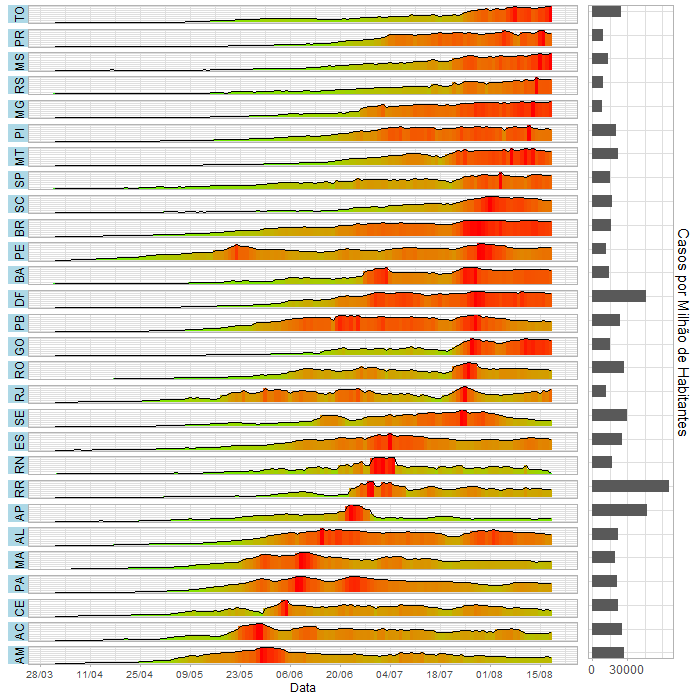 TO
PR
MS
RS
MG
PI
MT
SP
SC
BR
PE
BA
DF
PB
GO
RO
RJ
SE
ES
RN
RR
AP
AL
MA
PA
CE
AC
AM
28/03 11/04 25/04 09/05 23/05 06/06 20/06 04/07 18/07 01/08 15/08
Data
0 30000
Casos por Milhão de Habitantes